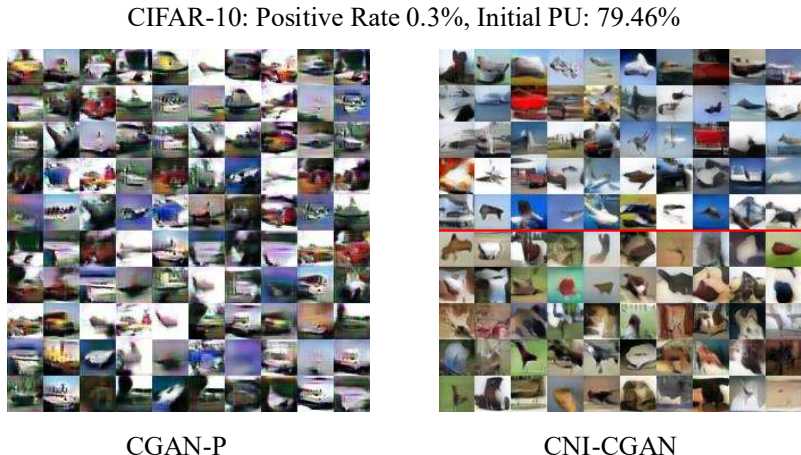 CIFAR-10: Positive Rate 0.3%, Initial PU: 79.46%
CGAN-P
CNI-CGAN